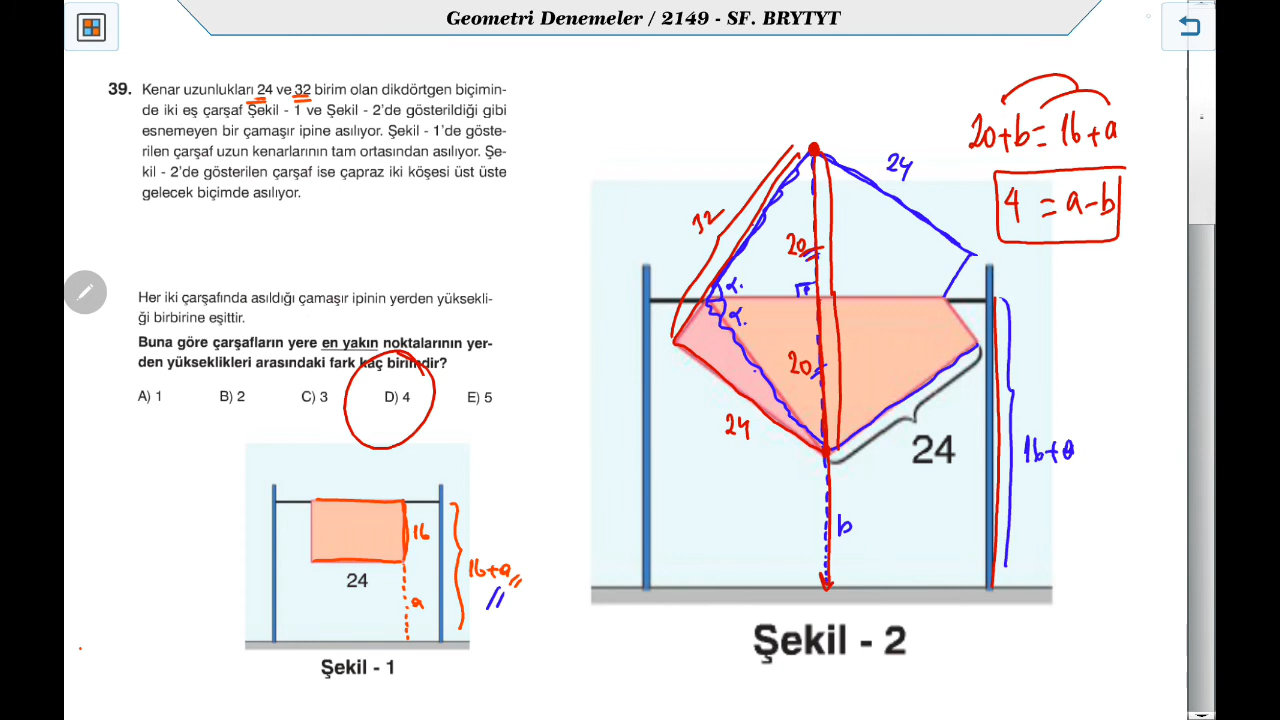 Geometri Denemeler / 2149 - SF. BRYTYT
39. Kenar uzunlukları 24 ve 32 birim olan dikdörtgen biçimin-
de iki eş çarşaf Şekil - 1 ve Şekil - 2'de gösterildiği gibi
esnemeyen bir çamaşır ipine asılıyor. Şekil - 1'de göste-
rilen çarşaf uzun kenarlarının tam ortasından asılıyor. Şe-
kil - 2'de gösterilen çarşaf ise çapraz iki köşesi üst üste
gelecek biçimde asılıyor.
Her iki çarşafında asıldığı çamaşır ipinin yerden yüksekli-
ği birbirine eşittir.
Buna göre çarşafların yere en yakın noktalarının yer-
den yükseklikleri arasındaki fark kaç birimdir?
A) 1 B) 2 C) 3 D) 4 E) 5
16
24
16+a
a
Şekil - 1
20+b=16+a
4 = a-b
24
32
20
α
α
20
24
24
16+a
b
Şekil - 2